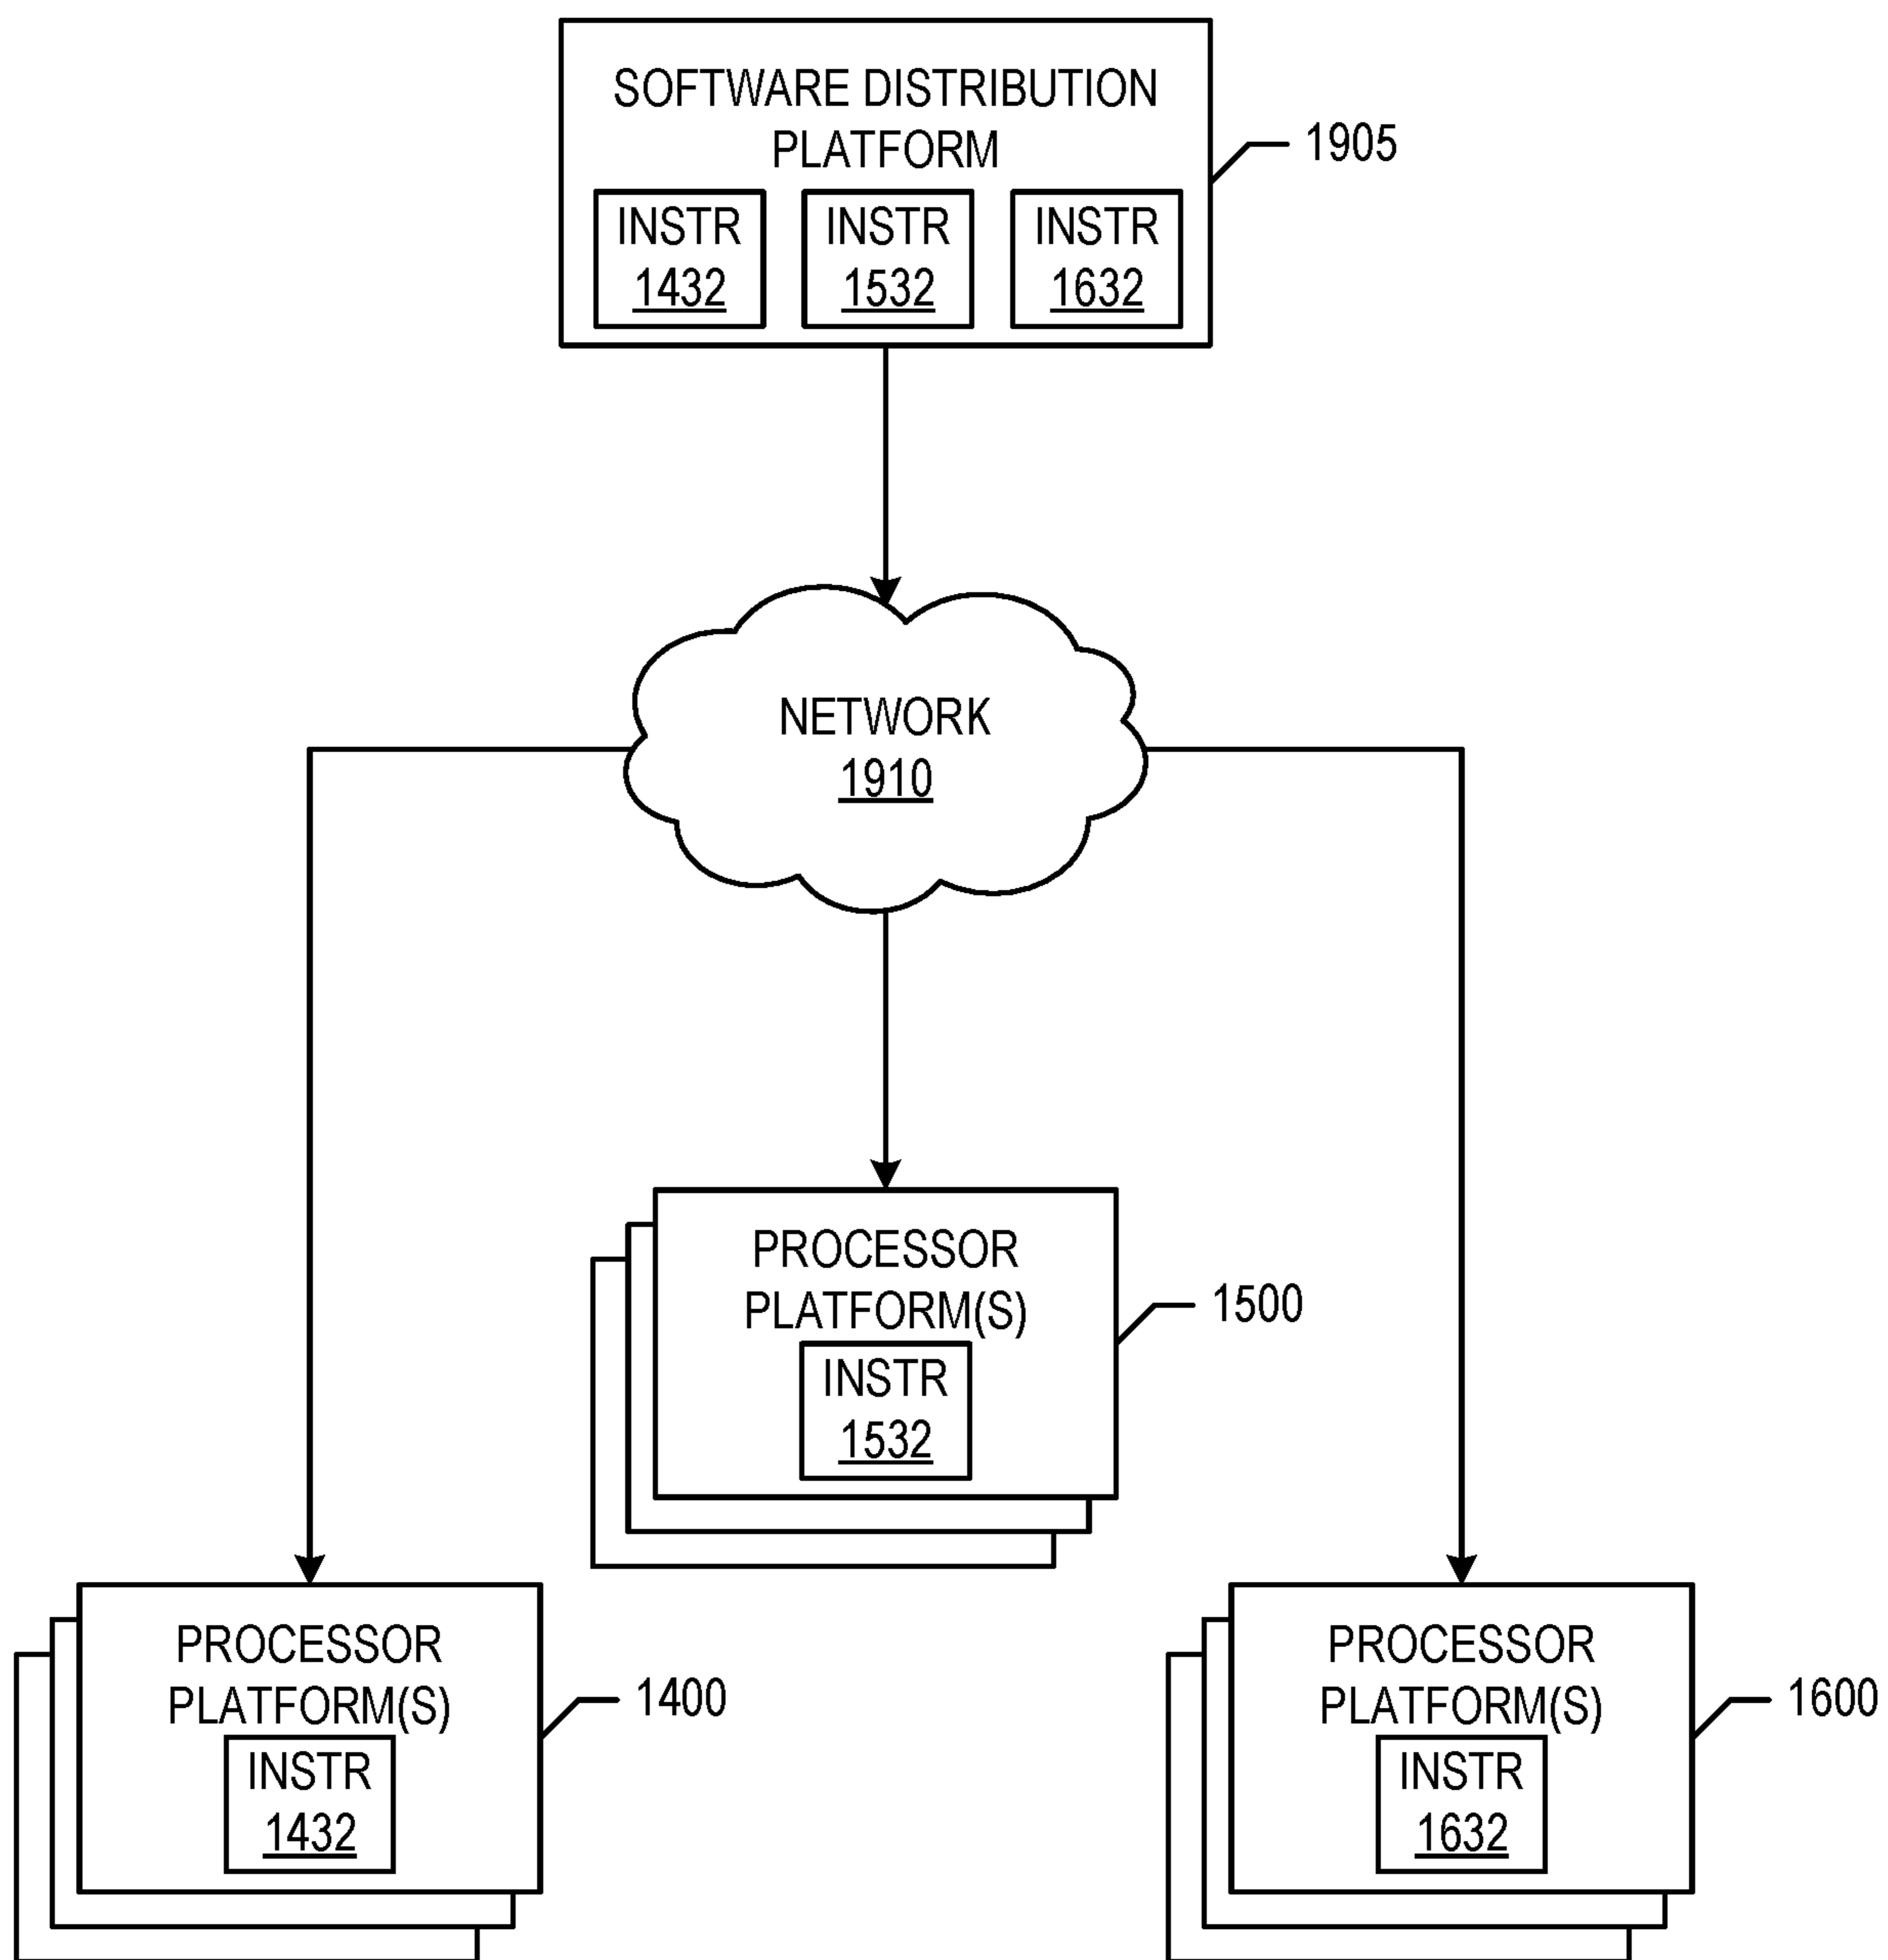 SOFTWARE DISTRIBUTION
PLATFORM
1905
INSTR
1432
INSTR
1532
INSTR
1632
NETWORK
1910
PROCESSOR
PLATFORM(S)
1500
INSTR
1532
PROCESSOR
PLATFORM(S)
1400
INSTR
1432
PROCESSOR
PLATFORM(S)
1600
INSTR
1632